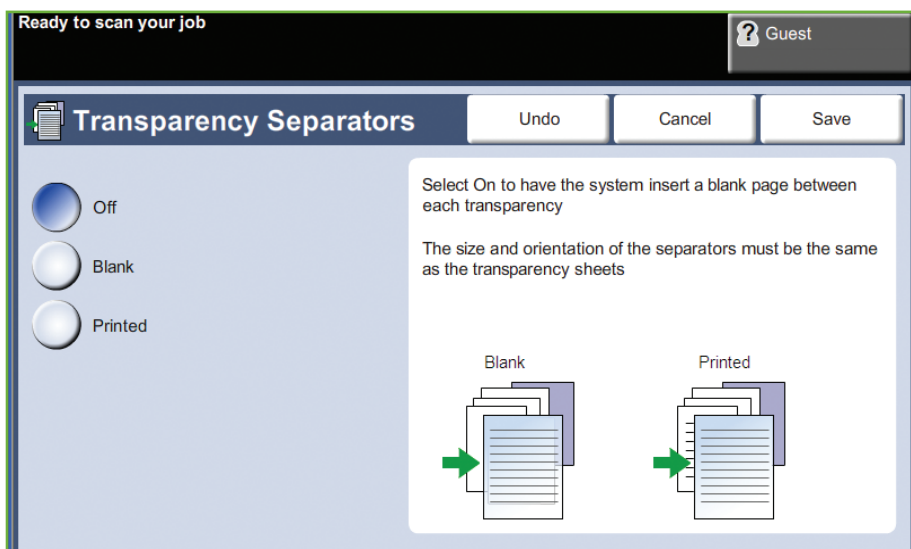 Ready to scan your job
Guest
Transparency Separators
Undo
Cancel
Save
Off
Blank
Printed
Select On to have the system insert a blank page between
each transparency
The size and orientation of the separators must be the same
as the transparency sheets
Blank
Printed